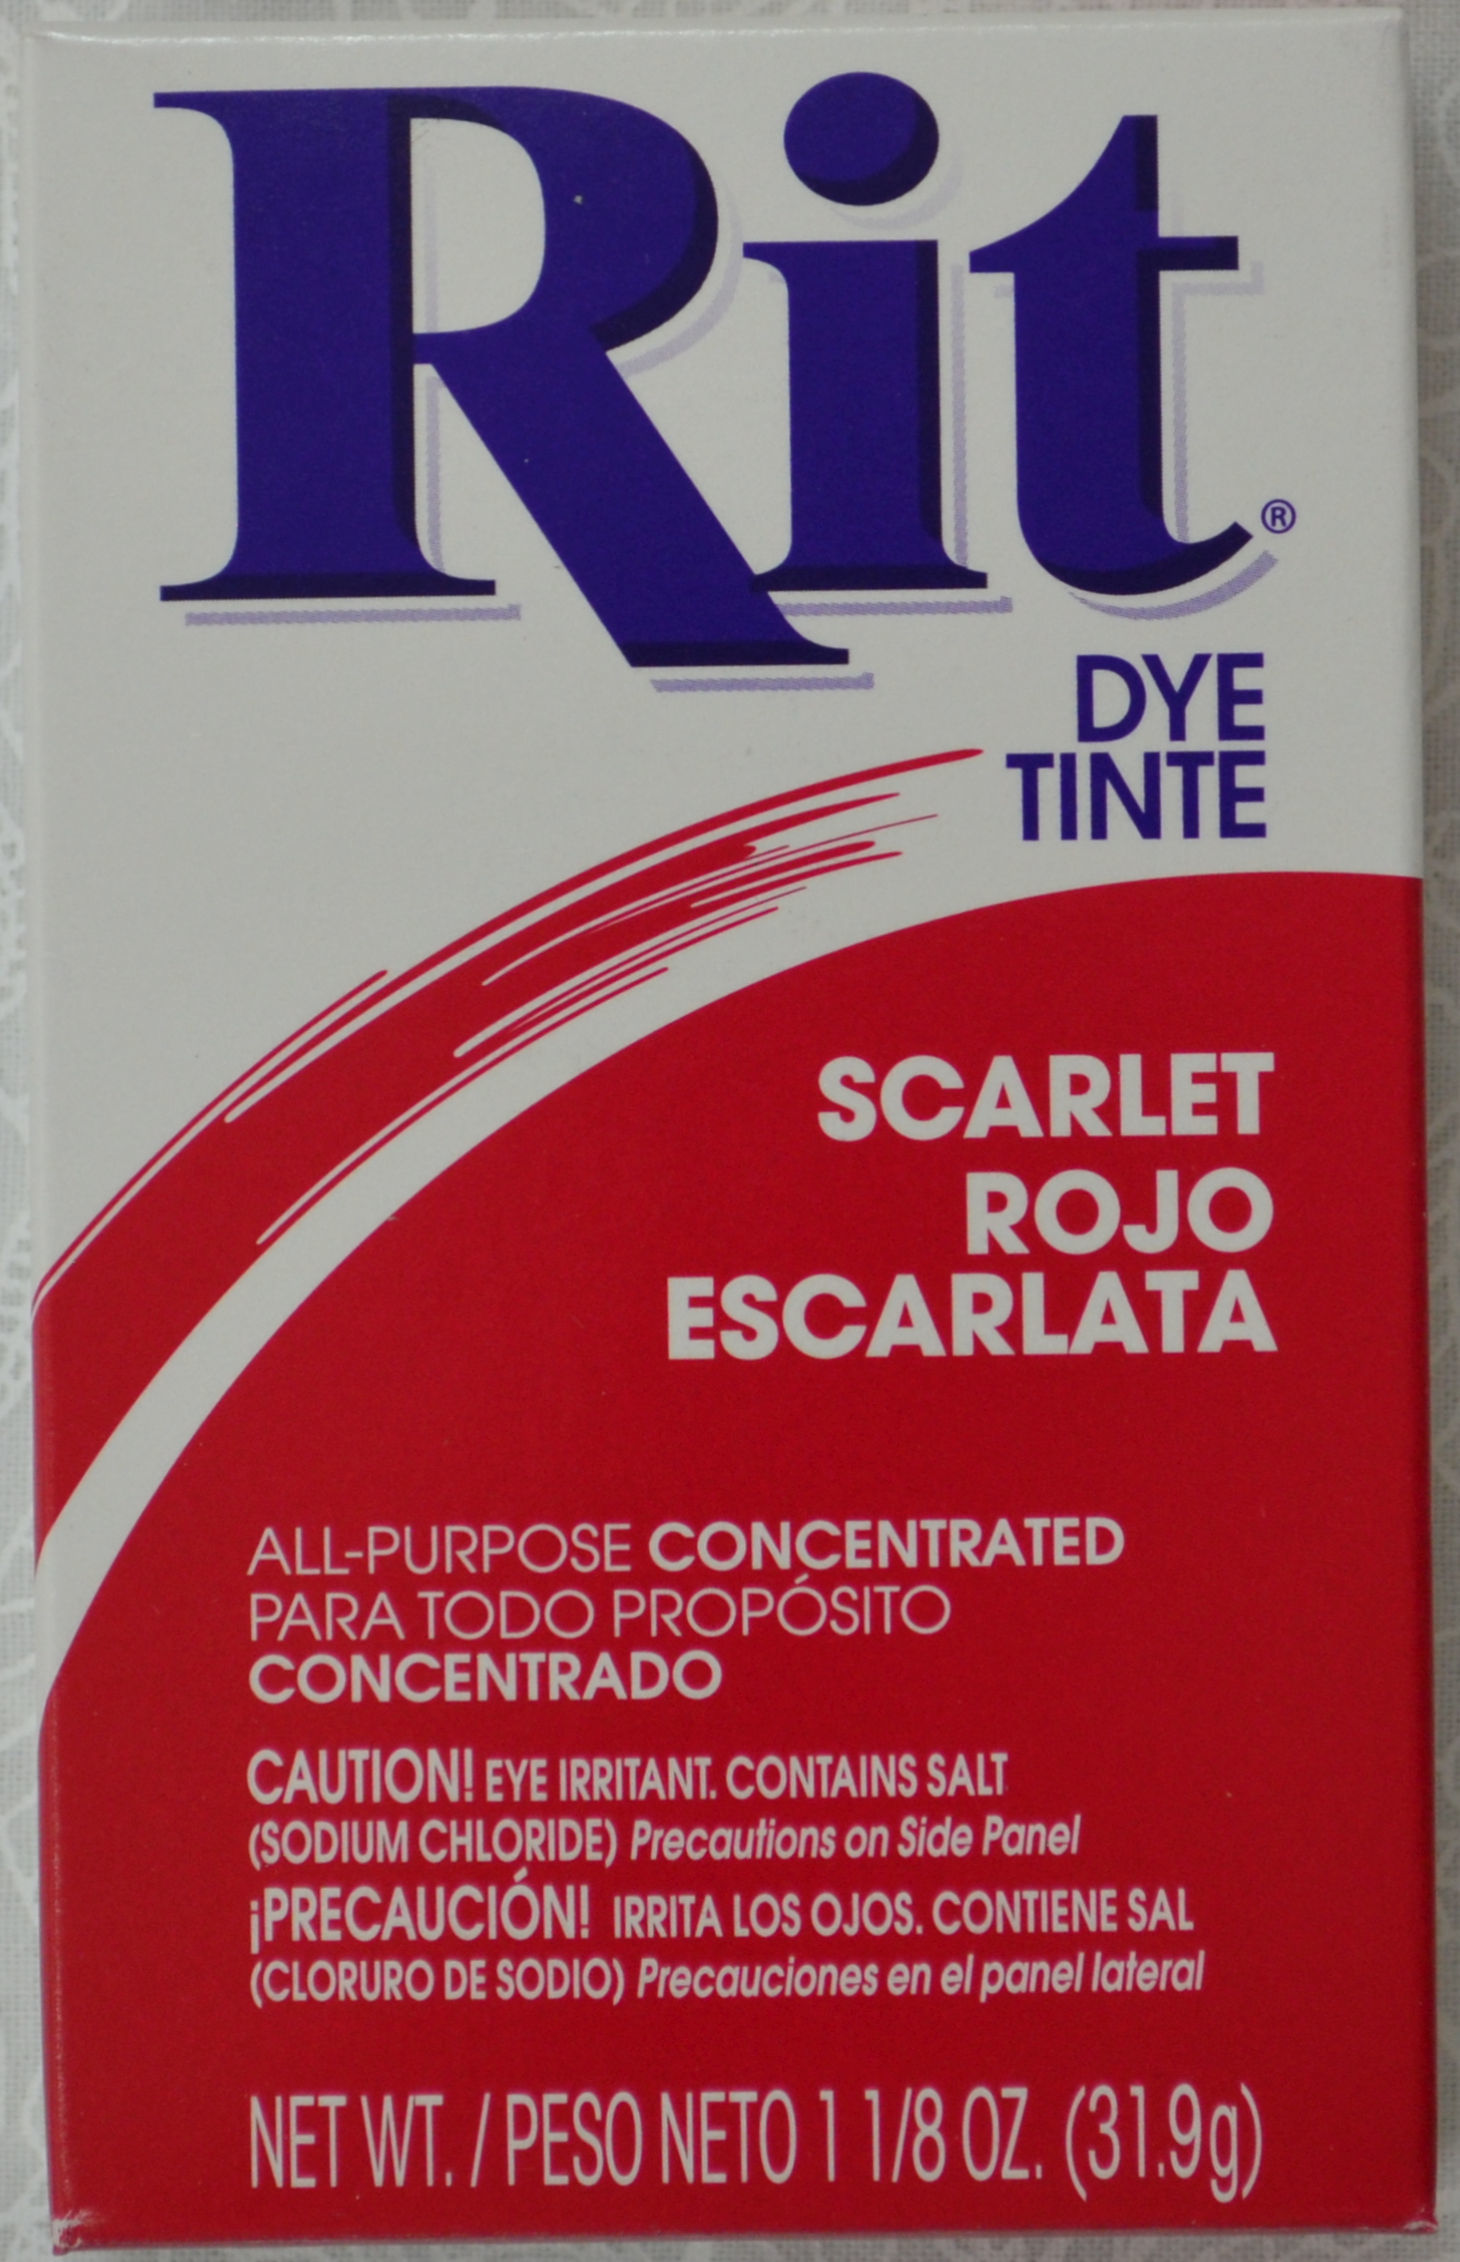 Rit®
DYE
TINTE
SCARLET
ROJO
ESCARLATA
ALL-PURPOSE CONCENTRATED
PARA TODO PROPÓSITO
CONCENTRADO
CAUTION! EYE IRRITANT. CONTAINS SALT
(SODIUM CHLORIDE) Precautions on Side Panel
¡PRECAUCIÓN! IRRITA LOS OJOS. CONTIENE SAL
(CLORURO DE SODIO) Precauciones en el panel lateral
NET WT. / PESO NETO 1 1/8 OZ. (31.9g)